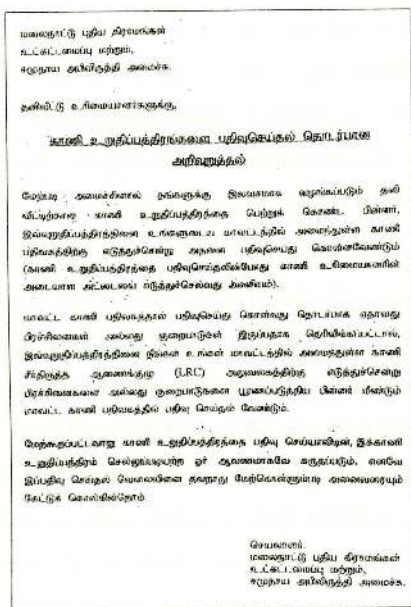 மலைநாட்டு புதிய கிராமங்கள்
உட்கட்டமைப்பு மற்றும்,
சமுதாய அபிவிருத்தி அமைச்சு.
தனிவீட்டு உரிமையாளர்களுக்கு,
காணி உறுதிப்பத்திரங்களை பதிவுசெய்தல் தொடர்பான
அறிவுறுத்தல்
மேற்படி அமைச்சினால் தங்களுக்கு இலவசமாக வழங்கப்படும் தனி
வீட்டிற்கான காணி உறுதிப்பத்திரத்தை பெற்றுக் கொண்ட பின்னர்,
இவ்வுறுதிப்பத்திரத்தினை உங்களுடைய மாவட்டத்தில் அமைந்துள்ள காணி
பதிவகத்திற்கு எடுத்துச்சென்று அதனை பதிவுசெய்து கொள்ளவேண்டும்
(காணி உறுதிப்பத்திரத்தை பதிவுசெய்தலின்போது காணி உரிமையாளரின்
அடையாள அட்டையை எடுத்துச்செல்வது அவசியம்).
மாவட்ட காணி பதிவகத்தால் பதிவுசெய்து கொள்வது தொடர்பாக ஏதாவது
பிரச்சினைகள் அல்லது குறைபாடுகள் இருப்பதாக தெரிவிக்கப்பட்டால்,
இவ்வுறுதிப்பத்திரத்தினை நீங்கள் உங்கள் மாவட்டத்தில் அமைந்துள்ள காணி
சீர்திருத்த ஆணைக்குழு (LRC) அலுவலகத்திற்கு எடுத்துச்சென்று
பிரச்சினைகளை அல்லது குறைபாடுகளை பூரணப்படுத்திய பின்னர் மீண்டும்
மாவட்ட காணி பதிவகத்தில் பதிவு செய்தல் வேண்டும்.
மேற்கூறப்பட்டவாறு காணி உறுதிப்பத்திரத்தை பதிவு செய்யாவிடின், இக்காணி
உறுதிப்பத்திரம் செல்லுபடியற்ற ஓர் ஆவணமாகவே கருதப்படும். எனவே
இப்பதிவு செய்தல் வேலையினை தவறாது மேற்கொள்ளும்படி அனைவரையும்
கேட்டுக் கொள்கின்றோம்.
செயலாளர்,
மலைநாட்டு புதிய கிராமங்கள்
உட்கட்டமைப்பு மற்றும்,
சமுதாய அபிவிருத்தி அமைச்சு.